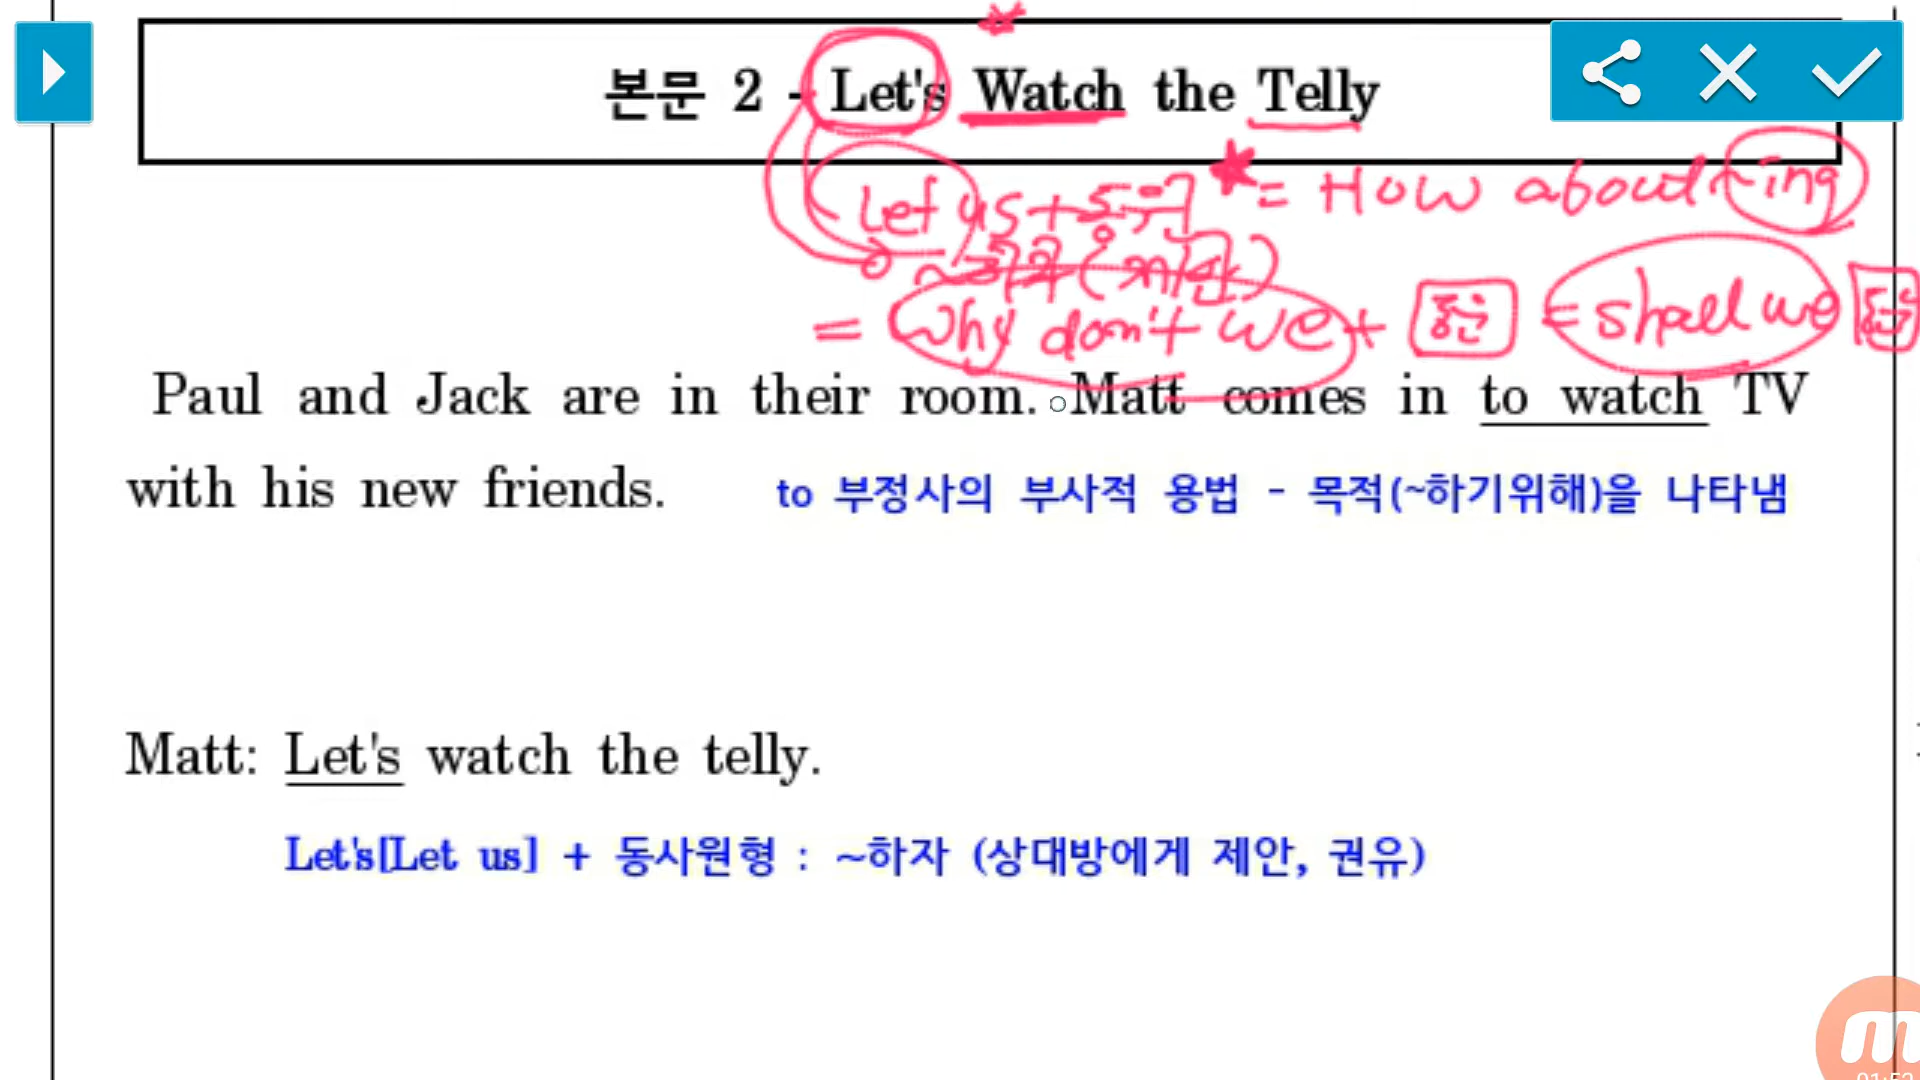 본문 2 - Let's Watch the Telly
Let us + 동원 = How about ~ing
~하자 (제안)
= Why don't we + 동원 = shall we 동원
Paul and Jack are in their room. Matt comes in to watch TV
with his new friends. to 부정사의 부사적 용법 - 목적(~하기위해)을 나타냄
Matt: Let's watch the telly.
Let's[Let us] + 동사원형 : ~하자 (상대방에게 제안, 권유)